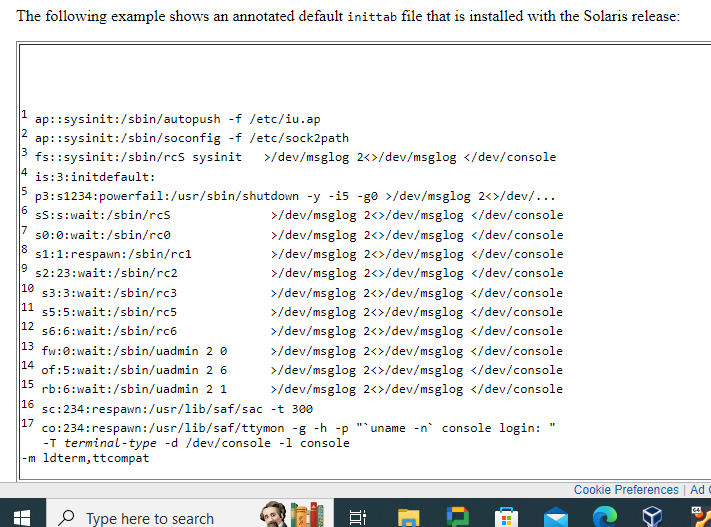 The following example shows an annotated default inittab file that is installed with the Solaris release:
1 ap::sysinit:/sbin/autopush -f /etc/iu.ap
2 ap::sysinit:/sbin/soconfig -f /etc/sock2path
3 fs::sysinit:/sbin/rcS sysinit >/dev/msglog 2<>/dev/msglog </dev/console
4 is:3:initdefault:
5 p3:s1234:powerfail:/usr/sbin/shutdown -y -i5 -g0 >/dev/msglog 2<>/dev/...
6 sS:s:wait:/sbin/rcS >/dev/msglog 2<>/dev/msglog </dev/console
7 s0:0:wait:/sbin/rc0 >/dev/msglog 2<>/dev/msglog </dev/console
8 s1:1:respawn:/sbin/rc1 >/dev/msglog 2<>/dev/msglog </dev/console
9 s2:23:wait:/sbin/rc2 >/dev/msglog 2<>/dev/msglog </dev/console
10 s3:3:wait:/sbin/rc3 >/dev/msglog 2<>/dev/msglog </dev/console
11 s5:5:wait:/sbin/rc5 >/dev/msglog 2<>/dev/msglog </dev/console
12 s6:6:wait:/sbin/rc6 >/dev/msglog 2<>/dev/msglog </dev/console
13 fw:0:wait:/sbin/uadmin 2 0 >/dev/msglog 2<>/dev/msglog </dev/console
14 of:5:wait:/sbin/uadmin 2 6 >/dev/msglog 2<>/dev/msglog </dev/console
15 rb:6:wait:/sbin/uadmin 2 1 >/dev/msglog 2<>/dev/msglog </dev/console
16 sc:234:respawn:/usr/lib/saf/sac -t 300
17 co:234:respawn:/usr/lib/saf/ttymon -g -h -p "`uname -n` console login: "
-T terminal-type -d /dev/console -l console
-m ldterm,ttcompat
Cookie Preferences | Ad
Type here to search